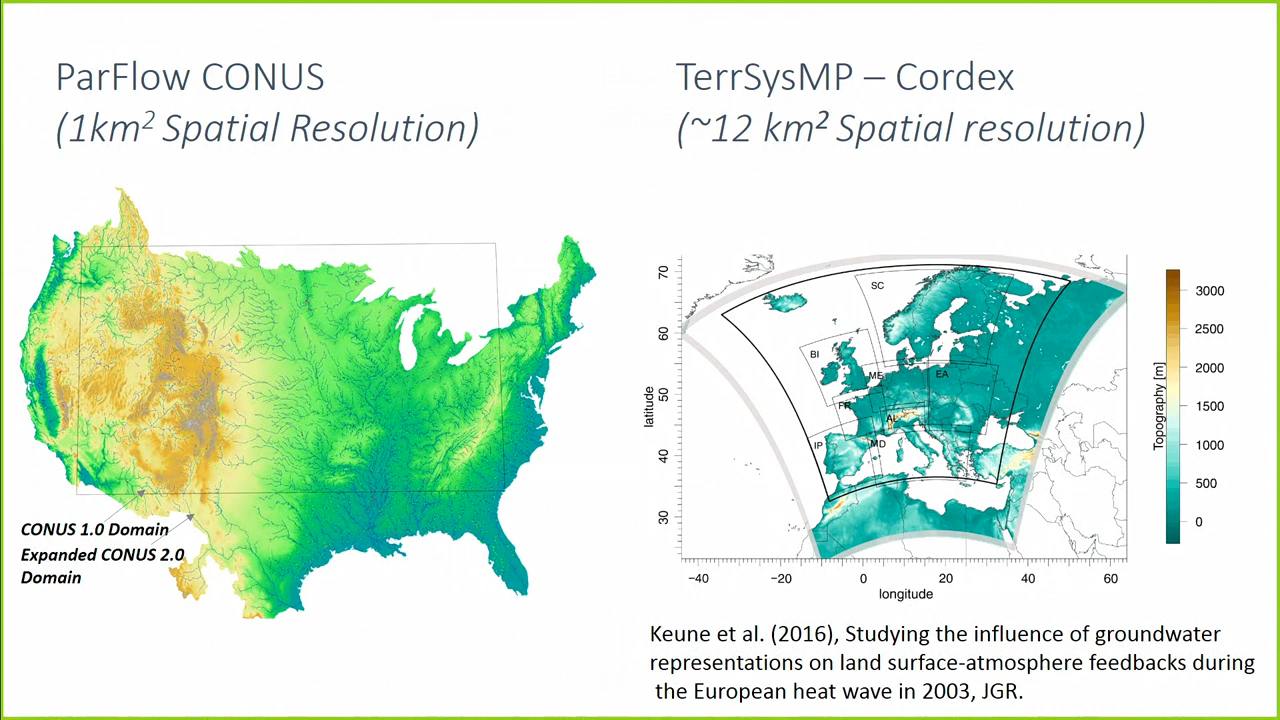 ParFlow CONUS
(1km² Spatial Resolution)
CONUS 1.0 Domain
Expanded CONUS 2.0
Domain
TerrSysMP – Cordex
(~12 km² Spatial resolution)
70
60
50
40
30
latitude
SC
BI
ME
EA
FR
AL
IP
MD
−40
−20
0
20
40
60
longitude
Topography [m]
3000
2500
2000
1500
1000
500
0
Keune et al. (2016), Studying the influence of groundwater
representations on land surface-atmosphere feedbacks during
the European heat wave in 2003, JGR.